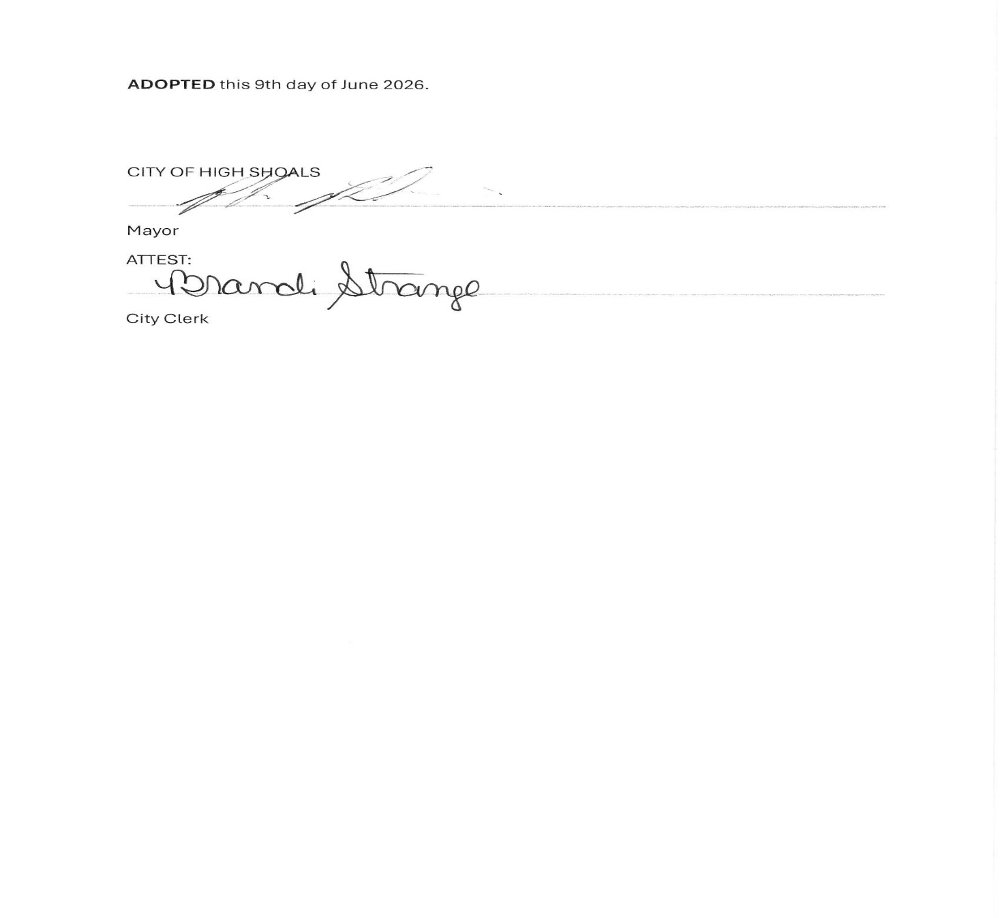 ADOPTED this 9th day of June 2026.
CITY OF HIGH SHOALS
Mayor
ATTEST:
Brandi Strange
City Clerk